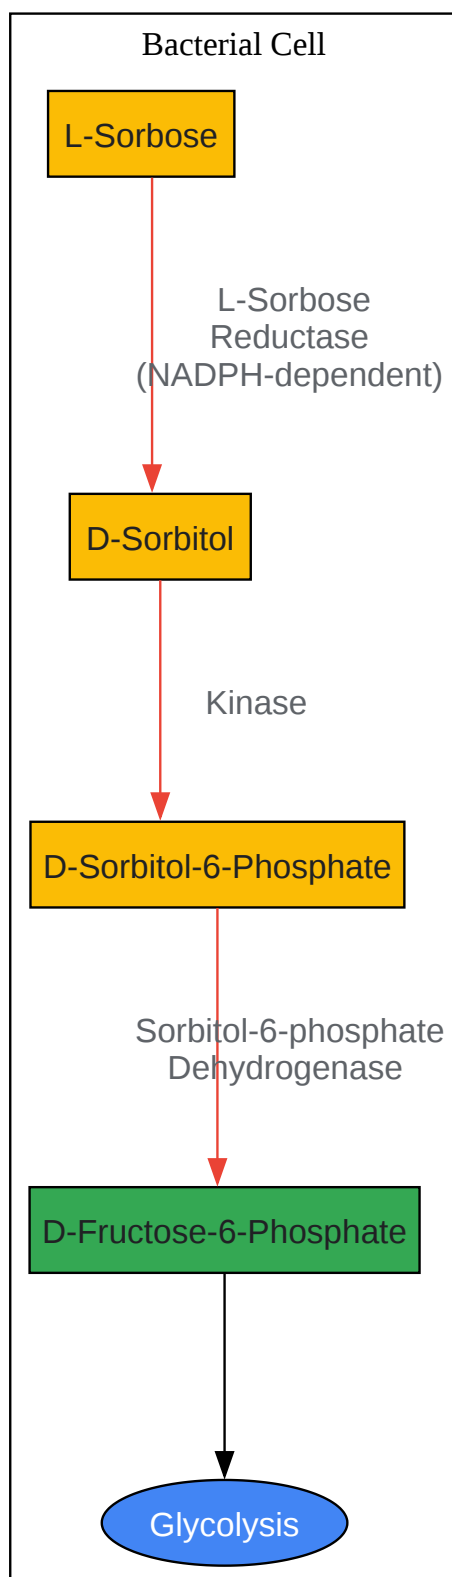 Bacterial Cell
L-Sorbose
L-Sorbose
Reductase
(NADPH-dependent)
D-Sorbitol
Kinase
D-Sorbitol-6-Phosphate
Sorbitol-6-phosphate
Dehydrogenase
D-Fructose-6-Phosphate
Glycolysis